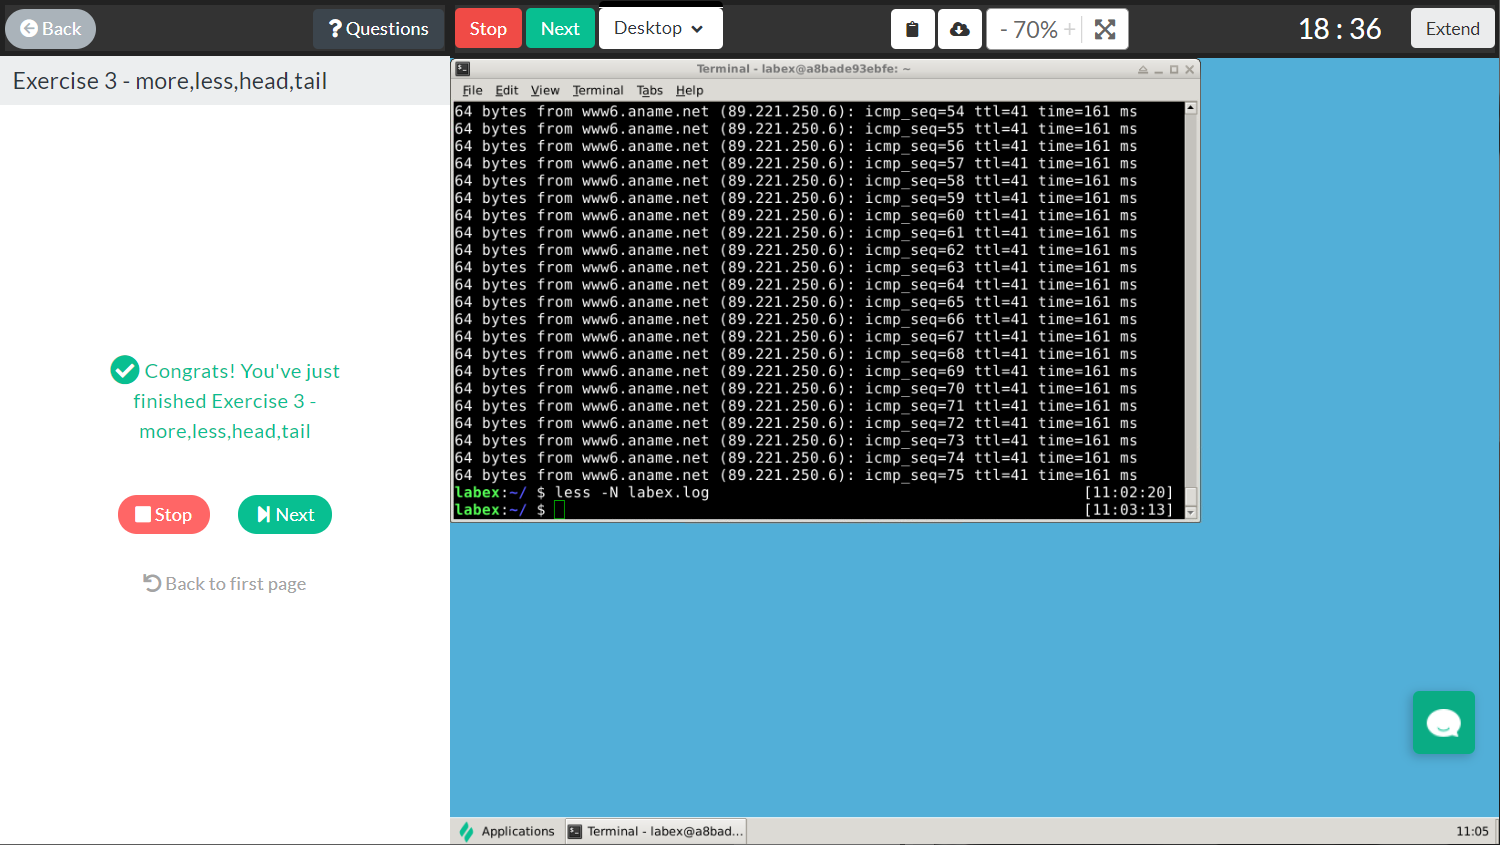 Back
Questions
Stop
Next
Desktop
- 70% +
18 : 36
Extend
Exercise 3 - more,less,head,tail
Congrats! You've just
finished Exercise 3 -
more,less,head,tail
Stop
Next
Back to first page
Terminal - labex@a8bade93ebfe: ~
File Edit View Terminal Tabs Help
64 bytes from www6.aname.net (89.221.250.6): icmp_seq=54 ttl=41 time=161 ms
64 bytes from www6.aname.net (89.221.250.6): icmp_seq=55 ttl=41 time=161 ms
64 bytes from www6.aname.net (89.221.250.6): icmp_seq=56 ttl=41 time=161 ms
64 bytes from www6.aname.net (89.221.250.6): icmp_seq=57 ttl=41 time=161 ms
64 bytes from www6.aname.net (89.221.250.6): icmp_seq=58 ttl=41 time=161 ms
64 bytes from www6.aname.net (89.221.250.6): icmp_seq=59 ttl=41 time=161 ms
64 bytes from www6.aname.net (89.221.250.6): icmp_seq=60 ttl=41 time=161 ms
64 bytes from www6.aname.net (89.221.250.6): icmp_seq=61 ttl=41 time=161 ms
64 bytes from www6.aname.net (89.221.250.6): icmp_seq=62 ttl=41 time=161 ms
64 bytes from www6.aname.net (89.221.250.6): icmp_seq=63 ttl=41 time=161 ms
64 bytes from www6.aname.net (89.221.250.6): icmp_seq=64 ttl=41 time=161 ms
64 bytes from www6.aname.net (89.221.250.6): icmp_seq=65 ttl=41 time=161 ms
64 bytes from www6.aname.net (89.221.250.6): icmp_seq=66 ttl=41 time=161 ms
64 bytes from www6.aname.net (89.221.250.6): icmp_seq=67 ttl=41 time=161 ms
64 bytes from www6.aname.net (89.221.250.6): icmp_seq=68 ttl=41 time=161 ms
64 bytes from www6.aname.net (89.221.250.6): icmp_seq=69 ttl=41 time=161 ms
64 bytes from www6.aname.net (89.221.250.6): icmp_seq=70 ttl=41 time=161 ms
64 bytes from www6.aname.net (89.221.250.6): icmp_seq=71 ttl=41 time=161 ms
64 bytes from www6.aname.net (89.221.250.6): icmp_seq=72 ttl=41 time=161 ms
64 bytes from www6.aname.net (89.221.250.6): icmp_seq=73 ttl=41 time=161 ms
64 bytes from www6.aname.net (89.221.250.6): icmp_seq=74 ttl=41 time=161 ms
64 bytes from www6.aname.net (89.221.250.6): icmp_seq=75 ttl=41 time=161 ms
labex:~/ $ less -N labex.log [11:02:20]
labex:~/ $ [11:03:13]
Applications
Terminal - labex@a8bad...
11:05